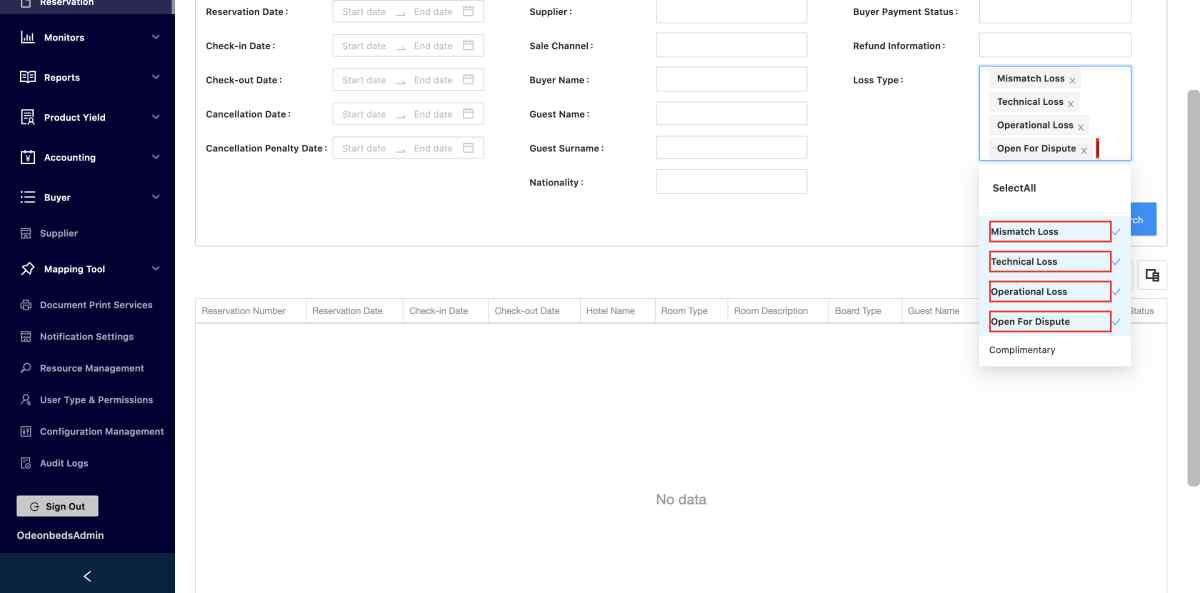 Reservation
Monitors
Reports
Product Yield
Accounting
Buyer
Supplier
Mapping Tool
Document Print Services
Notification Settings
Resource Management
User Type & Permissions
Configuration Management
Audit Logs
Sign Out
OdeonbedsAdmin
Reservation Date : Start date End date
Check-in Date : Start date End date
Check-out Date : Start date End date
Cancellation Date : Start date End date
Cancellation Penalty Date : Start date End date
Supplier :
Sale Channel :
Buyer Name :
Guest Name :
Guest Surname :
Nationality :
Buyer Payment Status :
Refund Information :
Loss Type :
Mismatch Loss
Technical Loss
Operational Loss
Open For Dispute
SelectAll
Mismatch Loss
Technical Loss
Operational Loss
Open For Dispute
Complimentary
rch
Reservation Number Reservation Date Check-in Date Check-out Date Hotel Name Room Type Room Description Board Type Guest Name Status
No data